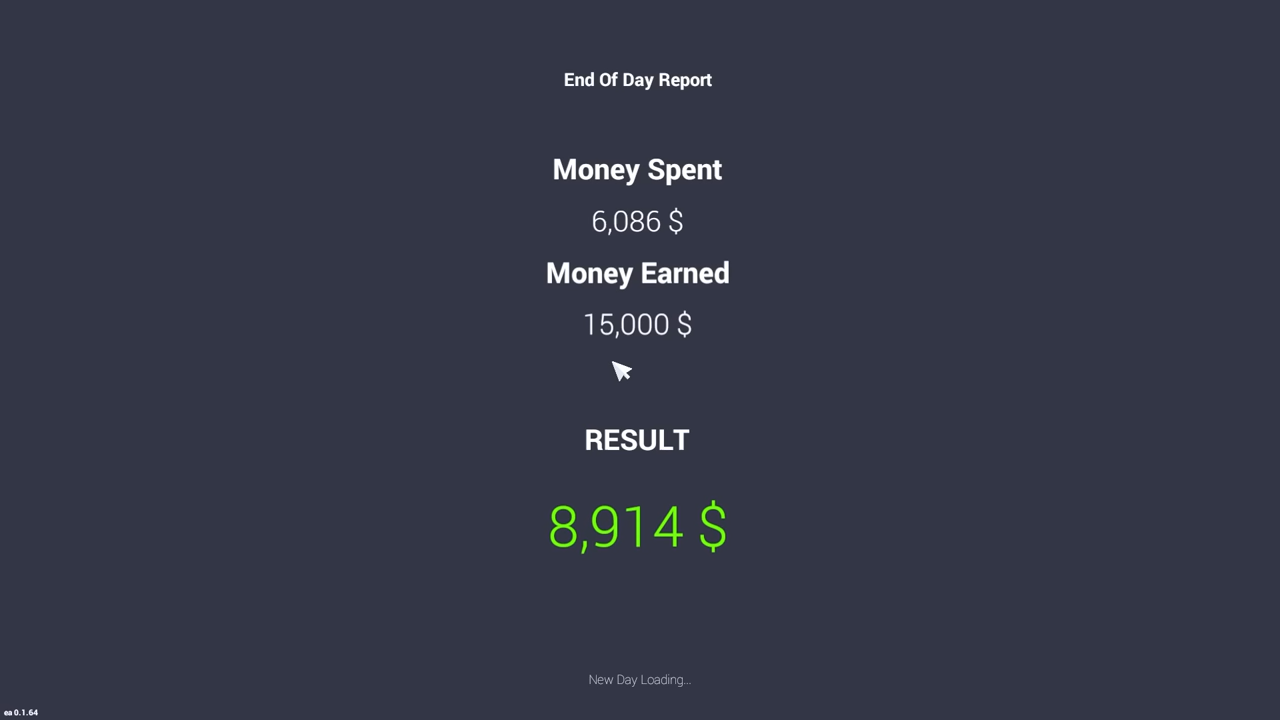 End Of Day Report
Money Spent
6,086 $
Money Earned
15,000 $
RESULT
8,914 $
New Day Loading...
ea 0.1.64